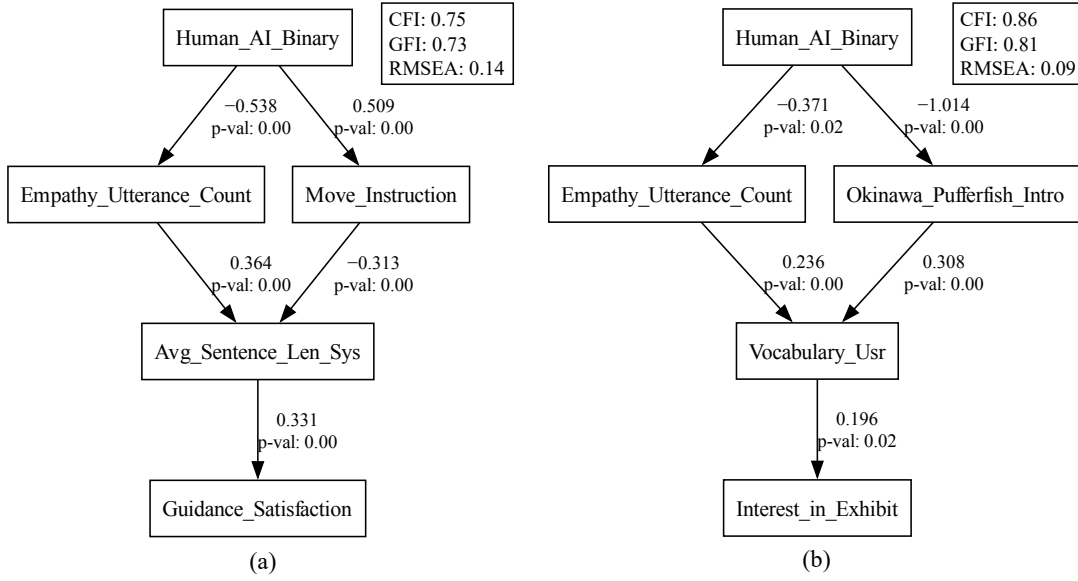 Human_AI_Binary
CFI: 0.75
GFI: 0.73
RMSEA: 0.14
−0.538
p-val: 0.00
0.509
p-val: 0.00
Empathy_Utterance_Count
Move_Instruction
0.364
p-val: 0.00
−0.313
p-val: 0.00
Avg_Sentence_Len_Sys
0.331
p-val: 0.00
Guidance_Satisfaction
(a)
Human_AI_Binary
CFI: 0.86
GFI: 0.81
RMSEA: 0.09
−0.371
p-val: 0.02
−1.014
p-val: 0.00
Empathy_Utterance_Count
Okinawa_Pufferfish_Intro
0.236
p-val: 0.00
0.308
p-val: 0.00
Vocabulary_Usr
0.196
p-val: 0.02
Interest_in_Exhibit
(b)